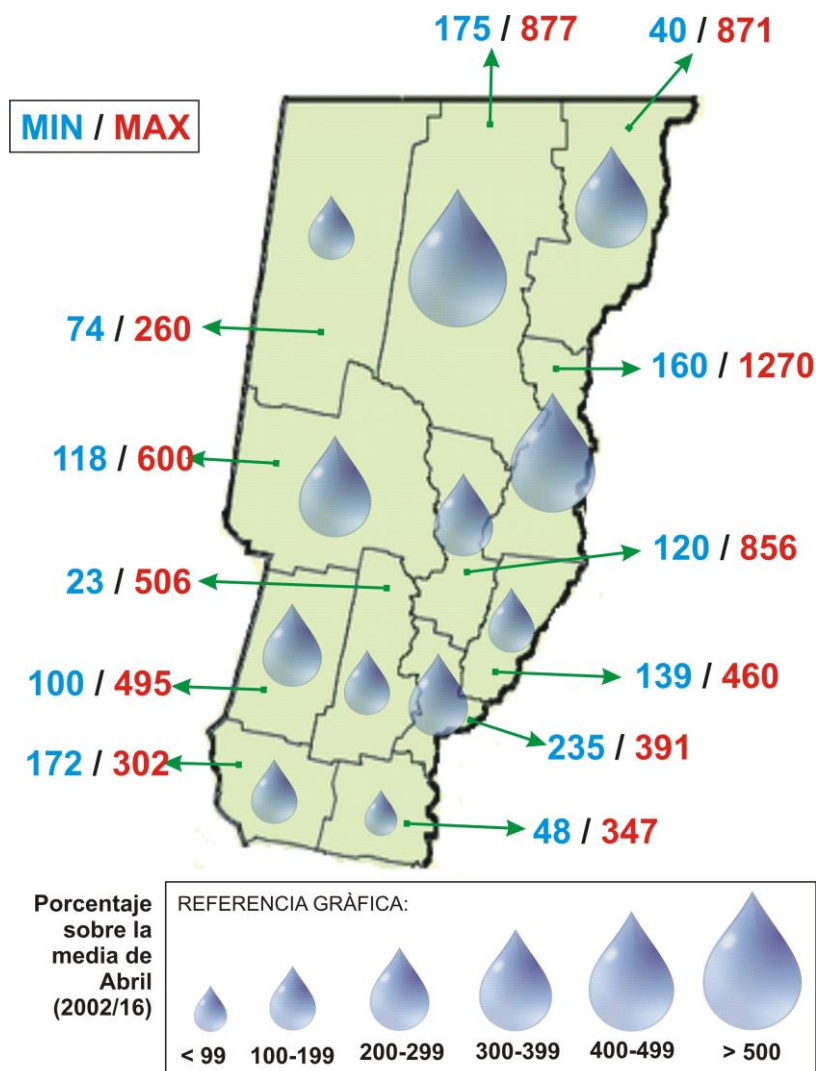 175 / 877
40 / 871
MIN / MAX
74 / 260
160 / 1270
118 / 600
120 / 856
23 / 506
139 / 460
100 / 495
235 / 391
172 / 302
48 / 347
Porcentaje
sobre la
media de
Abril
(2002/16)
REFERENCIA GRÀFICA:
< 99 100-199 200-299 300-399 400-499 > 500